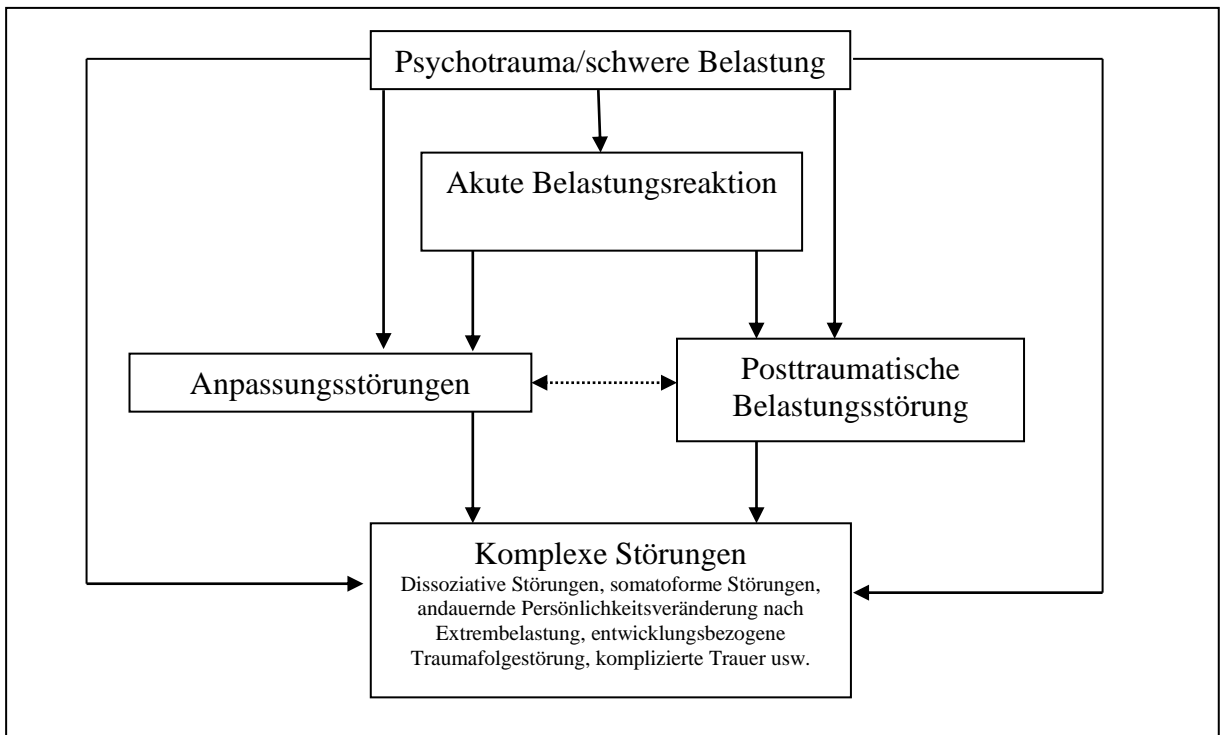 Psychotrauma/schwere Belastung
Akute Belastungsreaktion
Anpassungsstörungen
Posttraumatische
Belastungsstörung
Komplexe Störungen
Dissoziative Störungen, somatoforme Störungen,
andauernde Persönlichkeitsveränderung nach
Extrembelastung, entwicklungsbezogene
Traumafolgestörung, komplizierte Trauer usw.